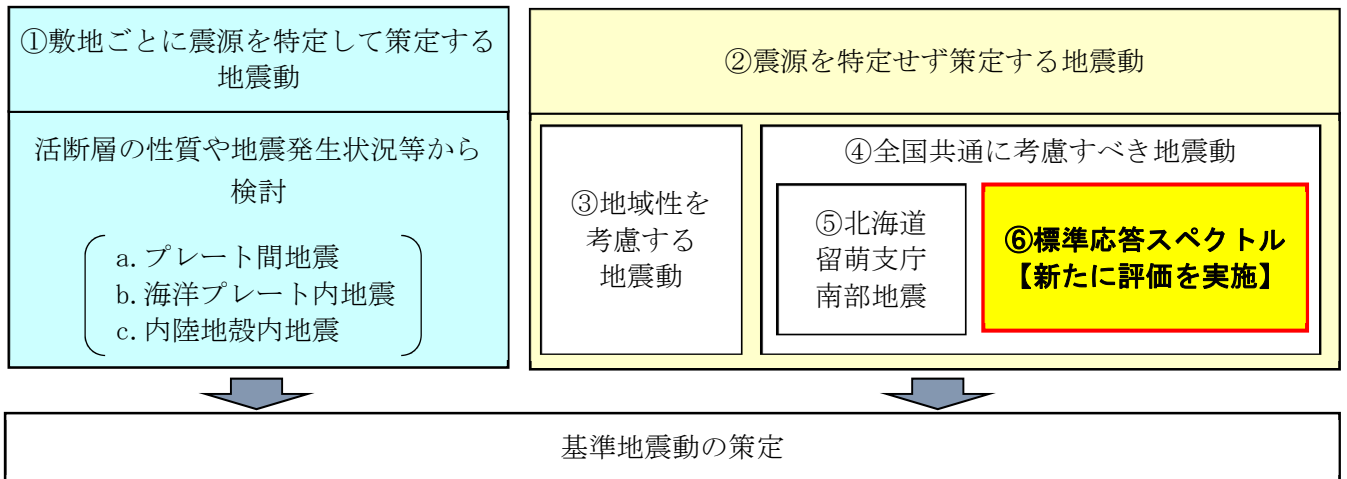 ①敷地ごとに震源を特定して策定する
地震動
活断層の性質や地震発生状況等から
検討
a.プレート間地震
b.海洋プレート内地震
c.内陸地殻内地震
②震源を特定せず策定する地震動
③地域性を
考慮する
地震動
④全国共通に考慮すべき地震動
⑤北海道
留萌支庁
南部地震
⑥標準応答スペクトル
【新たに評価を実施】
基準地震動の策定